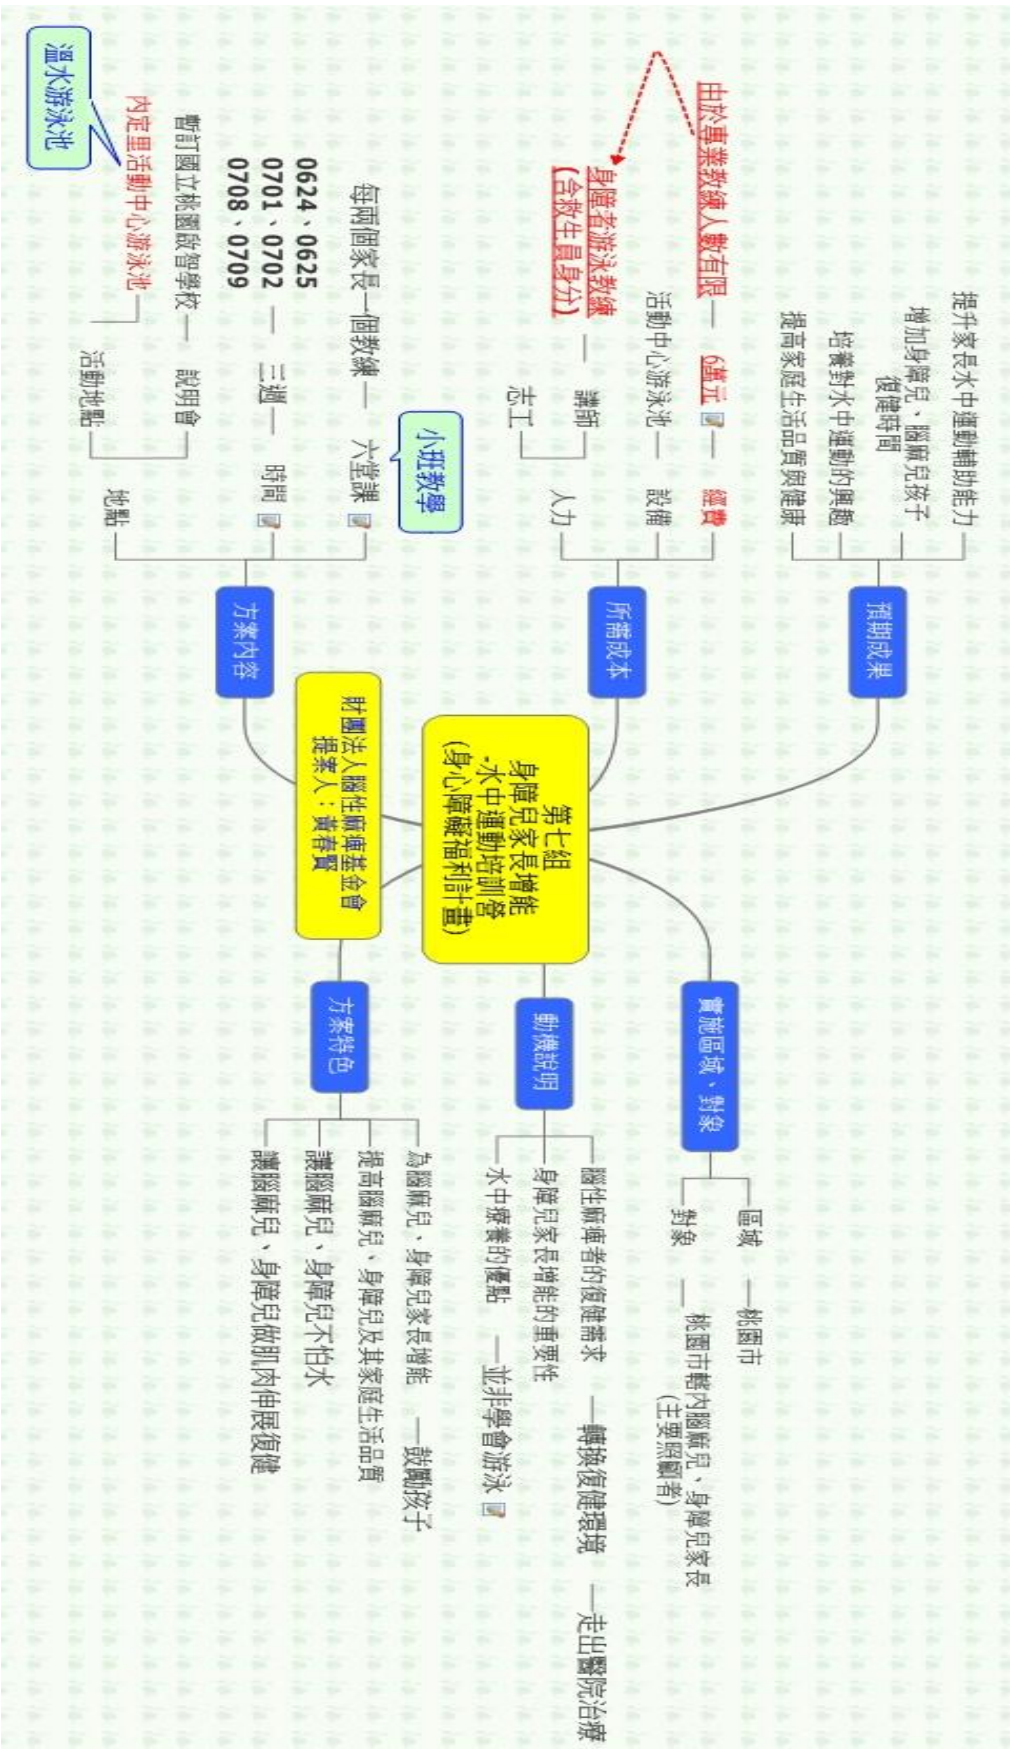 第七組
身障兒家長增能
-水中運動培訓營
(身心障礙福利計畫)
財團法人腦性麻痺基金會
提案人：黃春賢
實施區域、對象
區域
桃園市
對象
桃園市轄內腦麻兒、身障兒家長
(主要照顧者)
動機說明
腦性麻痺者的復健需求
轉換復健環境
走出醫院治療
身障兒家長增能的重要性
水中療養的優點
並非學會游泳
方案特色
為腦麻兒、身障兒家長增能
鼓勵孩子
提高腦麻兒、身障兒及其家庭生活品質
讓腦麻兒、身障兒不怕水
讓腦麻兒、身障兒做肌肉伸展復健
預期成果
提升家長水中運動輔助能力
增加身障兒、腦麻兒孩子
復健時間
培養對水中運動的興趣
提高家庭生活品質與健康
所需成本
經費
6萬元
由於專業教練人數有限
設備
活動中心游泳池
人力
講師
身障者游泳教練
(含救生員身分)
志工
方案內容
小班教學
六堂課
每兩個家長一個教練
時間
三週
0624、0625
0701、0702
0708、0709
地點
說明會
暫訂國立桃園啟智學校
活動地點
內定里活動中心游泳池
溫水游泳池